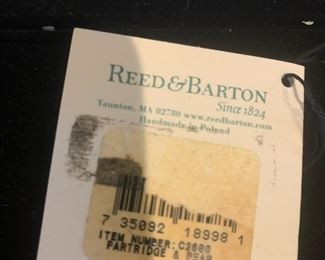 REED & BARTON
Since 1824
Taunton, MA 02780 www.reedbarton.com
Handmade in Poland
7 35092 18998 1
ITEM NUMBER:C2600
PARTRIDGE & PEAR